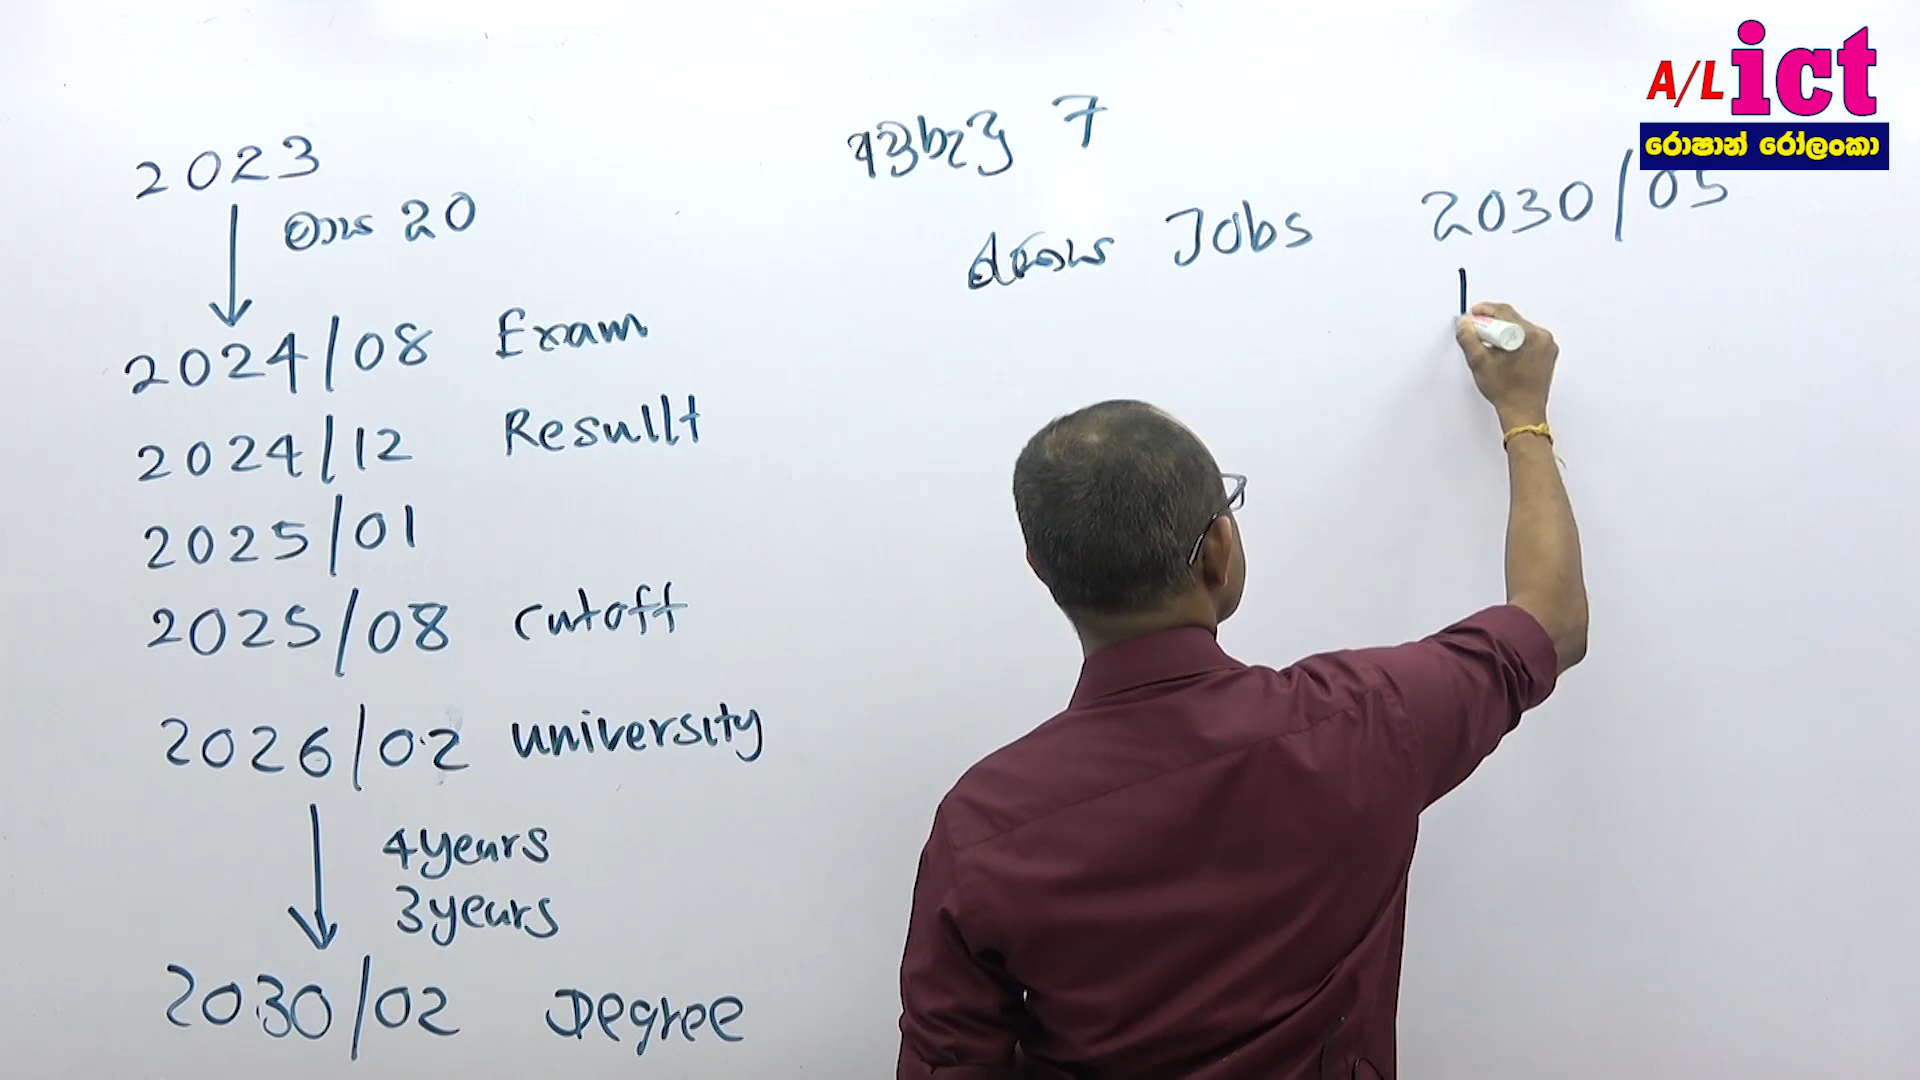 2023
මාස 20
2024/08 Exam
2024/12 Resullt
2025/01
2025/08 cutoff
2026/02 university
4years
3years
2030/02 Degree
අවුරුදු 7
Jobs 2030/05
A/L ict
රොෂාන් රෝලංකා